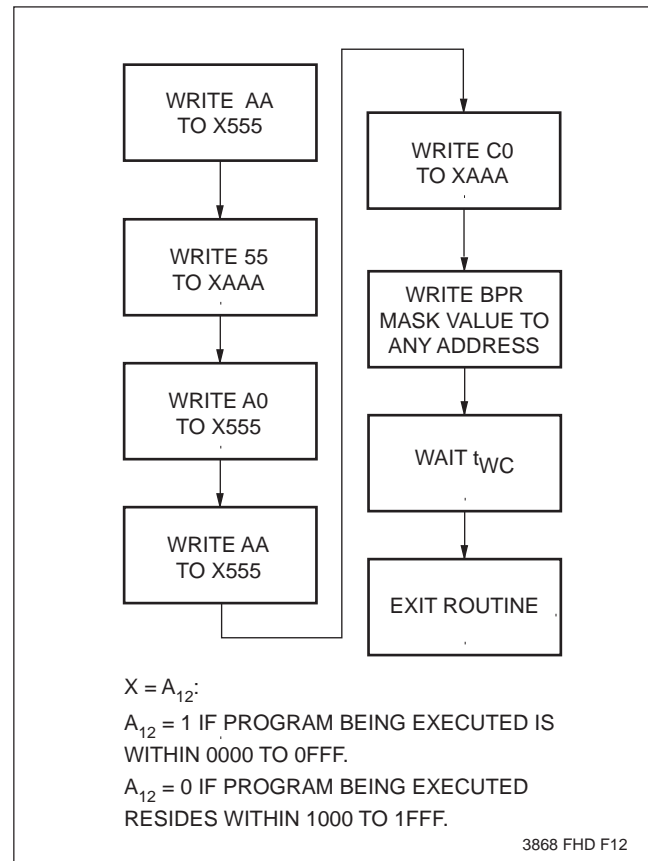 WRITE AA
TO X555
WRITE 55
TO XAAA
WRITE A0
TO X555
WRITE AA
TO X555
WRITE C0
TO XAAA
WRITE BPR
MASK VALUE TO
ANY ADDRESS
WAIT tWC
EXIT ROUTINE
X = A12:
A12 = 1 IF PROGRAM BEING EXECUTED IS
WITHIN 0000 TO 0FFF.
A12 = 0 IF PROGRAM BEING EXECUTED
RESIDES WITHIN 1000 TO 1FFF.
3868 FHD F12